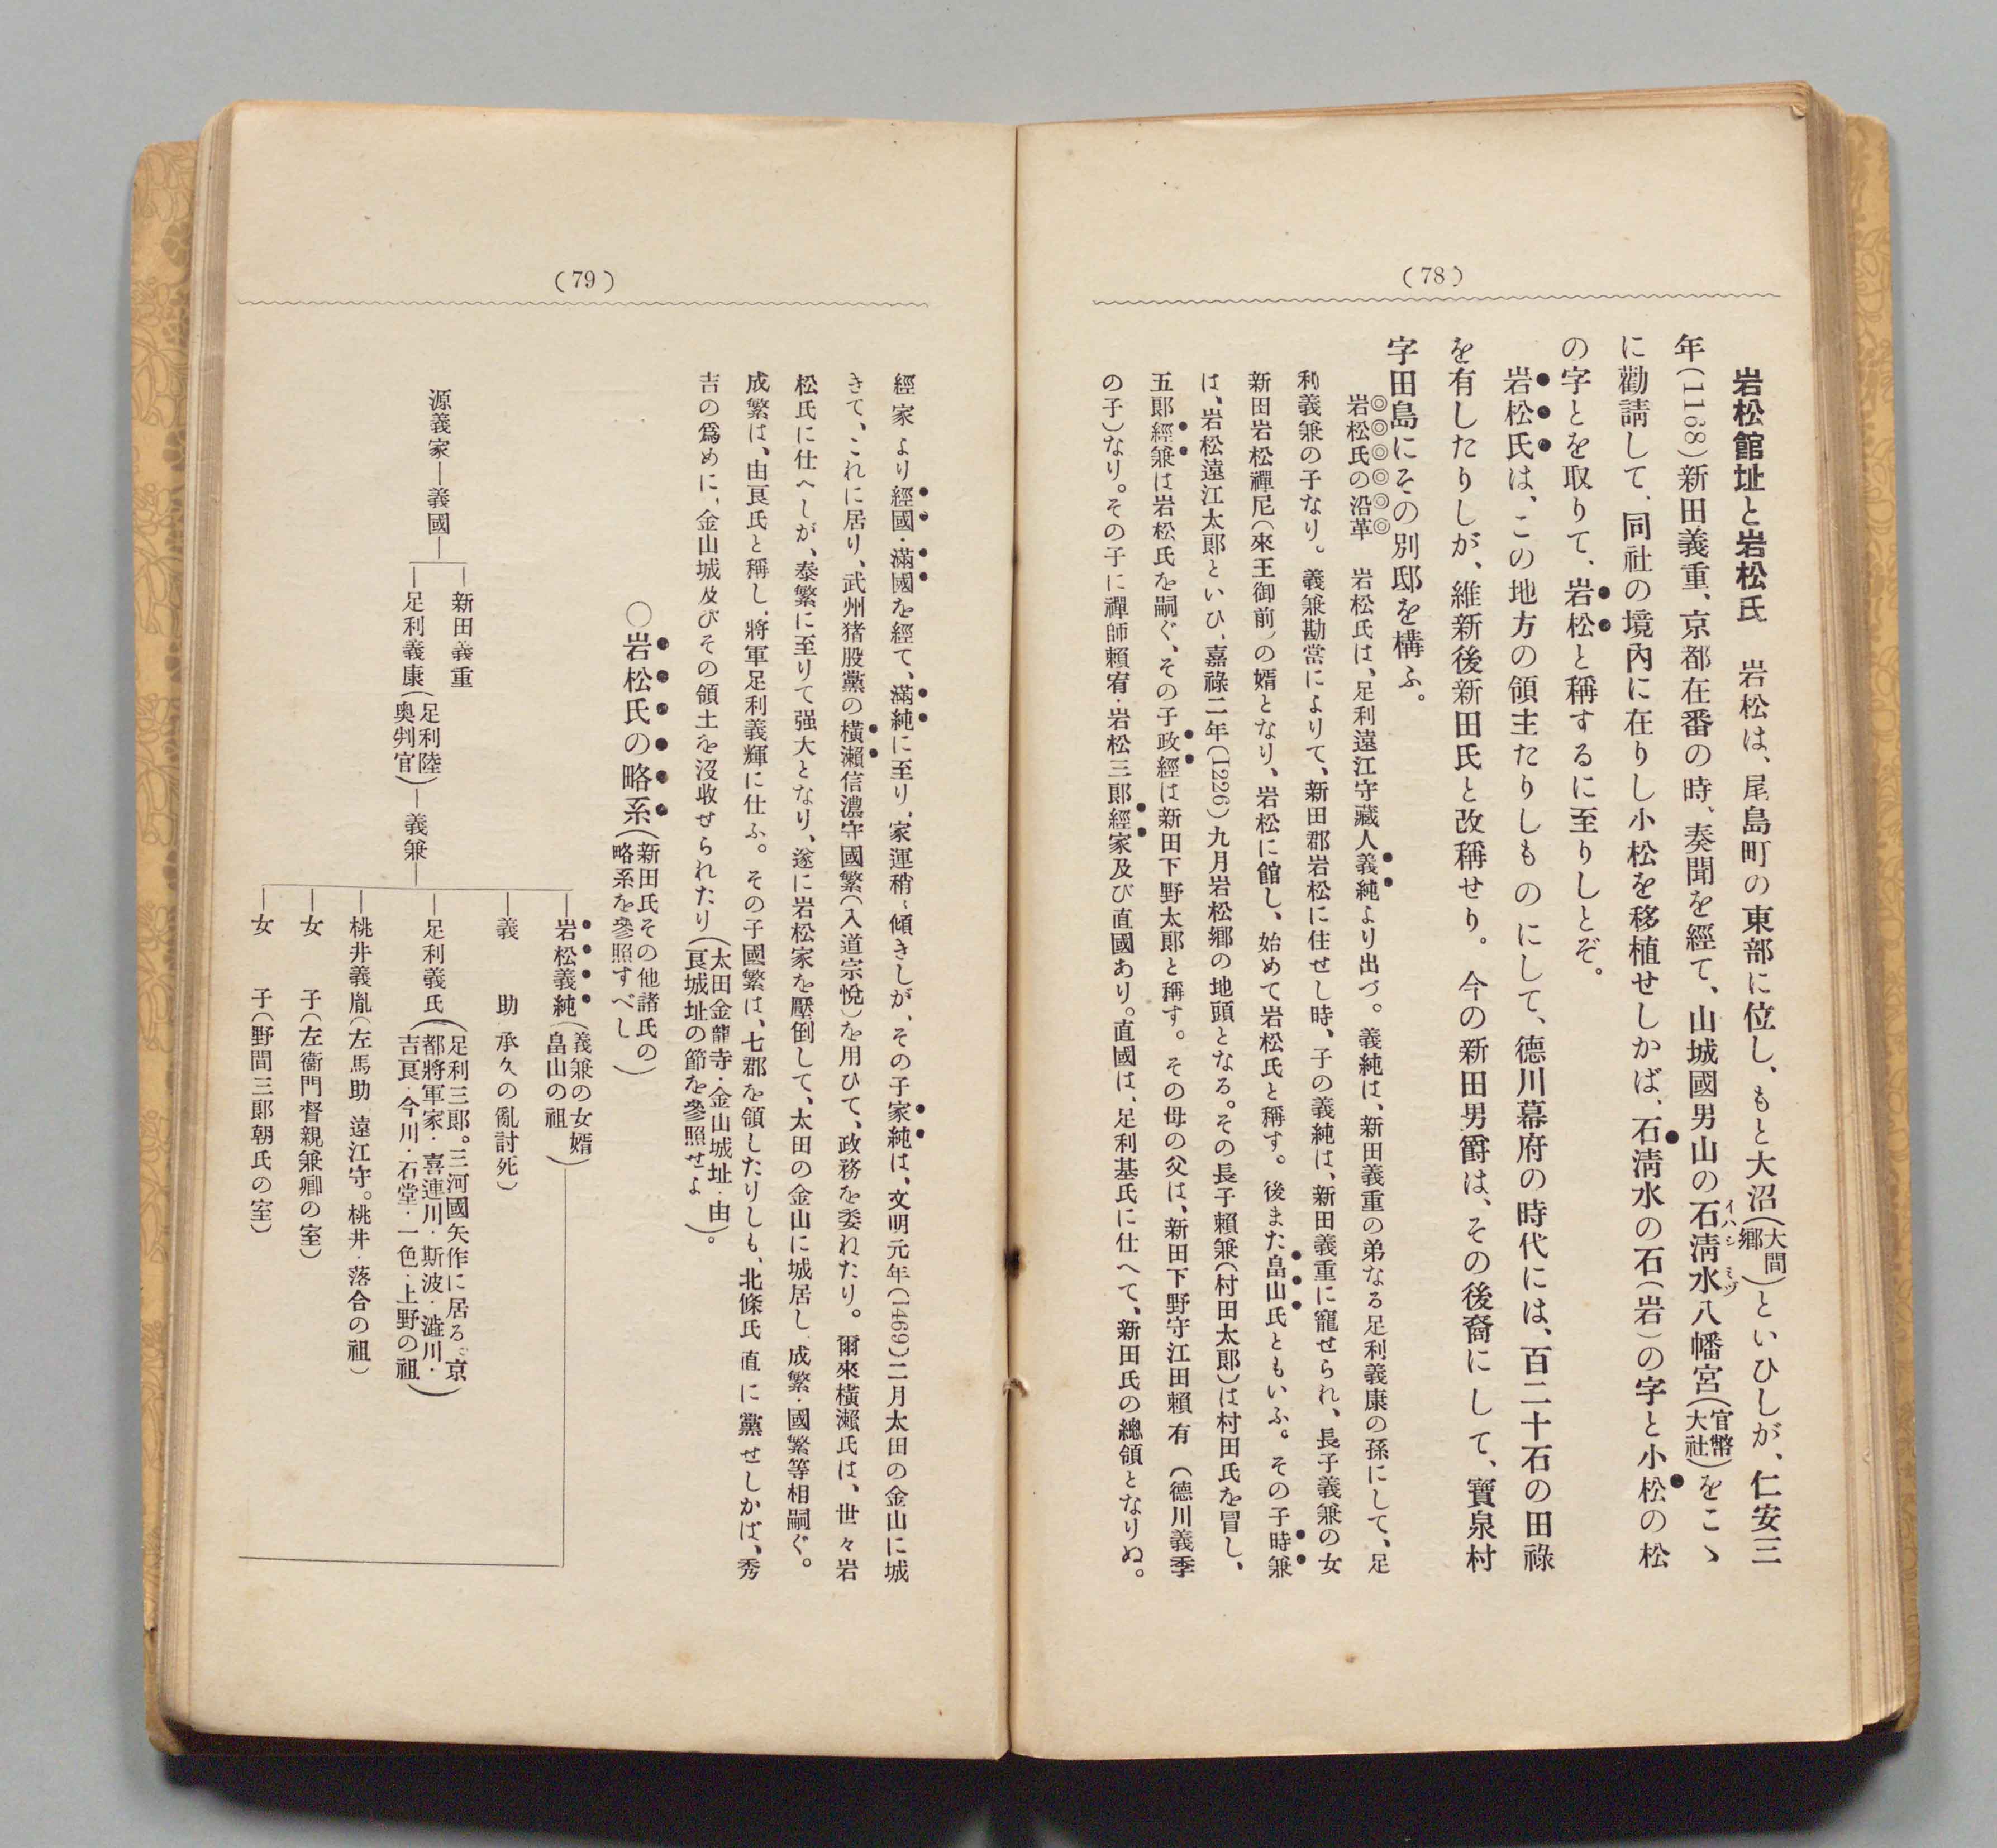 (78)
岩松館址と岩松氏　岩松は、尾島町の東部に位し、もと大沼(大間郷)といひしが、仁安三
年(1168)新田義重、京都在番の時、奏聞を經て、山城國男山の石淸水八幡宮(官幣大社)をこゝ
イハシミヅ
に勸請して、同社の境內に在りし小松を移植せしかば、石淸水の石(岩)の字と小松の松
の字とを取りて、岩松と稱するに至りしとぞ。
岩松氏は、この地方の領主たりしものにして、德川幕府の時代には、百二十石の田祿
を有したりしが、維新後新田氏と改稱せり。今の新田男爵は、その後裔にして、寶泉村
字田島にその別邸を構ふ。
岩松氏の沿革　岩松氏は、足利遠江守藏人義純より出づ。義純は、新田義重の弟なる足利義康の孫にして、足
利義兼の子なり。義兼勘當によりて、新田郡岩松に住せし時、子の義純は、新田義重に寵せられ、長子義兼の女
新田岩松禪尼(來王御前)の婿となり、岩松に館し、始めて岩松氏と稱す。後また畠山氏ともいふ。その子時兼
は、岩松遠江太郎といひ、嘉祿二年(1226)九月岩松鄉の地頭となる。その長子賴兼(村田太郎)は村田氏を冒し、
五郎經兼は岩松氏を嗣ぐ、その子政經は新田下野太郎と稱す。その母の父は、新田下野守江田賴有(德川義季
の子)なり。その子に禪師賴宥・岩松三郎經家及び直國あり。直國は、足利基氏に仕へて、新田氏の總領となりぬ。
(79)
經家より經國・滿國を經て、滿純に至り、家運稍〻傾きしが、その子家純は、文明元年(1469)二月太田の金山に城
きて、これに居り、武州猪股黨の橫瀨信濃守國繁(入道宗悅)を用ひて、政務を委ねたり。爾來橫瀨氏は、世々岩
松氏に仕へしが、泰繁に至りて强大となり、遂に岩松家を壓倒して、太田の金山に城居し、成繁・國繁等相嗣ぐ。
成繁は、由良氏と稱し、將軍足利義輝に仕ふ。その子國繁は、七郡を領したりしも、北條氏直に黨せしかば、秀
吉の爲めに、金山城及びその領土を沒收せられたり(太田金龍寺・金山城址・由良城址の節を參照せよ)。
○岩松氏の略系(新田氏その他諸氏の略系を參照すべし)
源義家―義國
新田義重
足利義康(足利陸奧判官)―義兼
岩松義純(義兼の女婿畠山の祖)
義助(承久の亂討死)
足利義氏(足利三郎。三河國矢作に居る。京都將軍家・喜連川・斯波・澁川・吉良・今川・石堂・一色・上野の祖)
桃井義胤(左馬助 遠江守。桃井・落合の祖)
女子(左衞門督親兼卿の室)
女子(野間三郎朝氏の室)